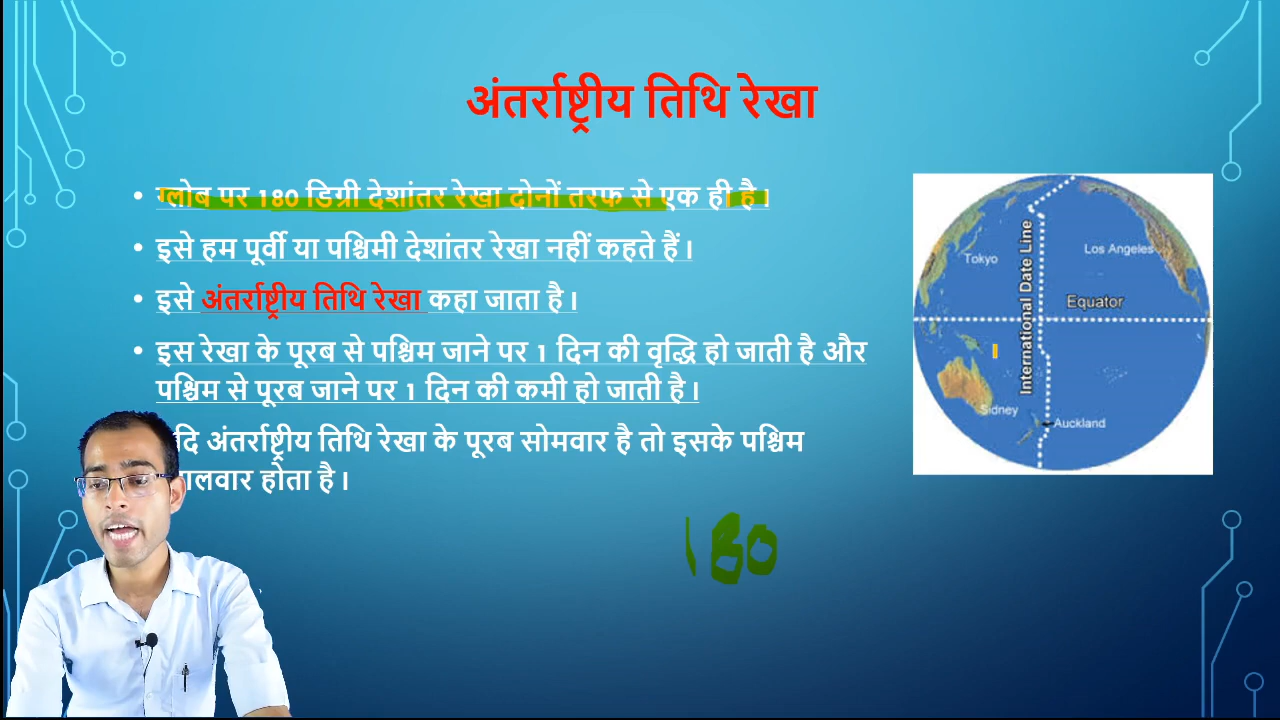 अंतर्राष्ट्रीय तिथि रेखा
• ग्लोब पर 180 डिग्री देशांतर रेखा दोनों तरफ से एक ही है।
• इसे हम पूर्वी या पश्चिमी देशांतर रेखा नहीं कहते हैं।
• इसे अंतर्राष्ट्रीय तिथि रेखा कहा जाता है।
• इस रेखा के पूरब से पश्चिम जाने पर 1 दिन की वृद्धि हो जाती है और
पश्चिम से पूरब जाने पर 1 दिन की कमी हो जाती है।
अंतर्राष्ट्रीय तिथि रेखा के पूरब सोमवार है तो इसके पश्चिम
होता है।
180
Tokyo
Los Angeles
International Date Line
Equator
Sidney
Auckland